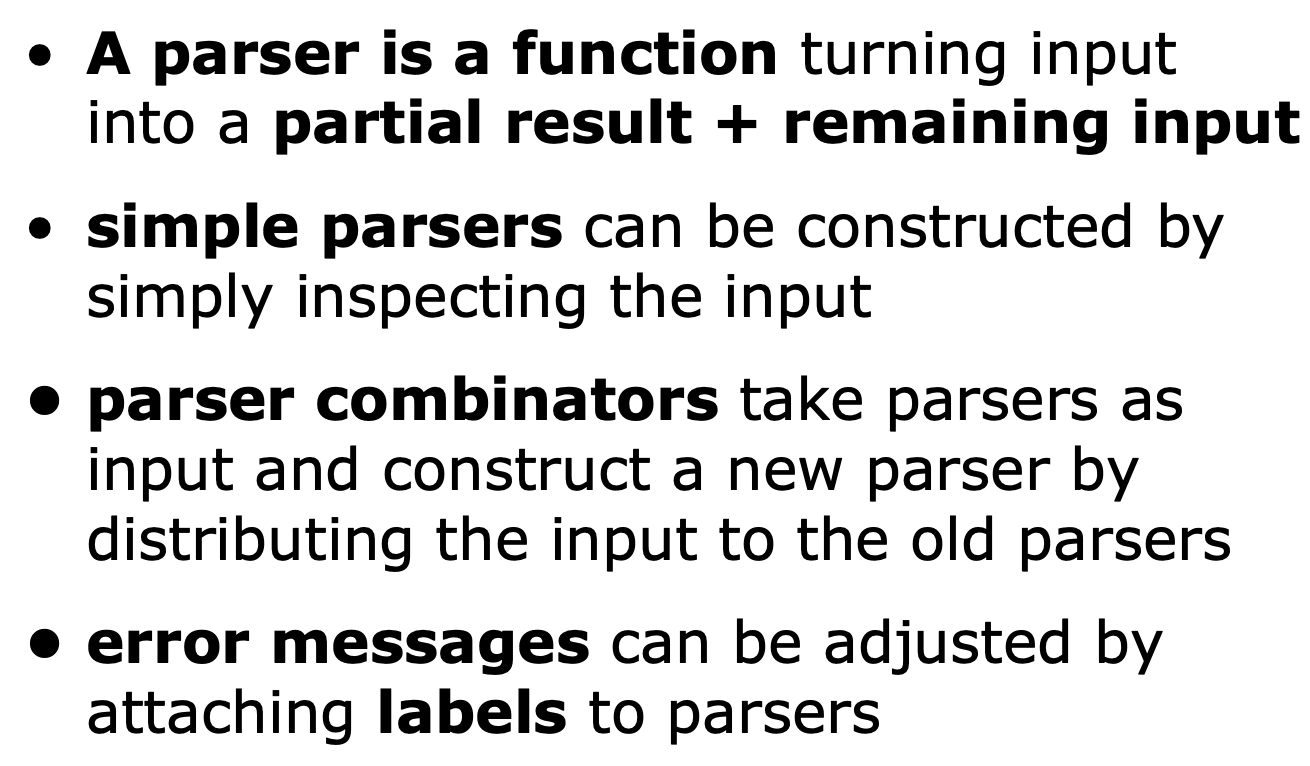 • A parser is a function turning input
into a partial result + remaining input
• simple parsers can be constructed by
simply inspecting the input
• parser combinators take parsers as
input and construct a new parser by
distributing the input to the old parsers
• error messages can be adjusted by
attaching labels to parsers